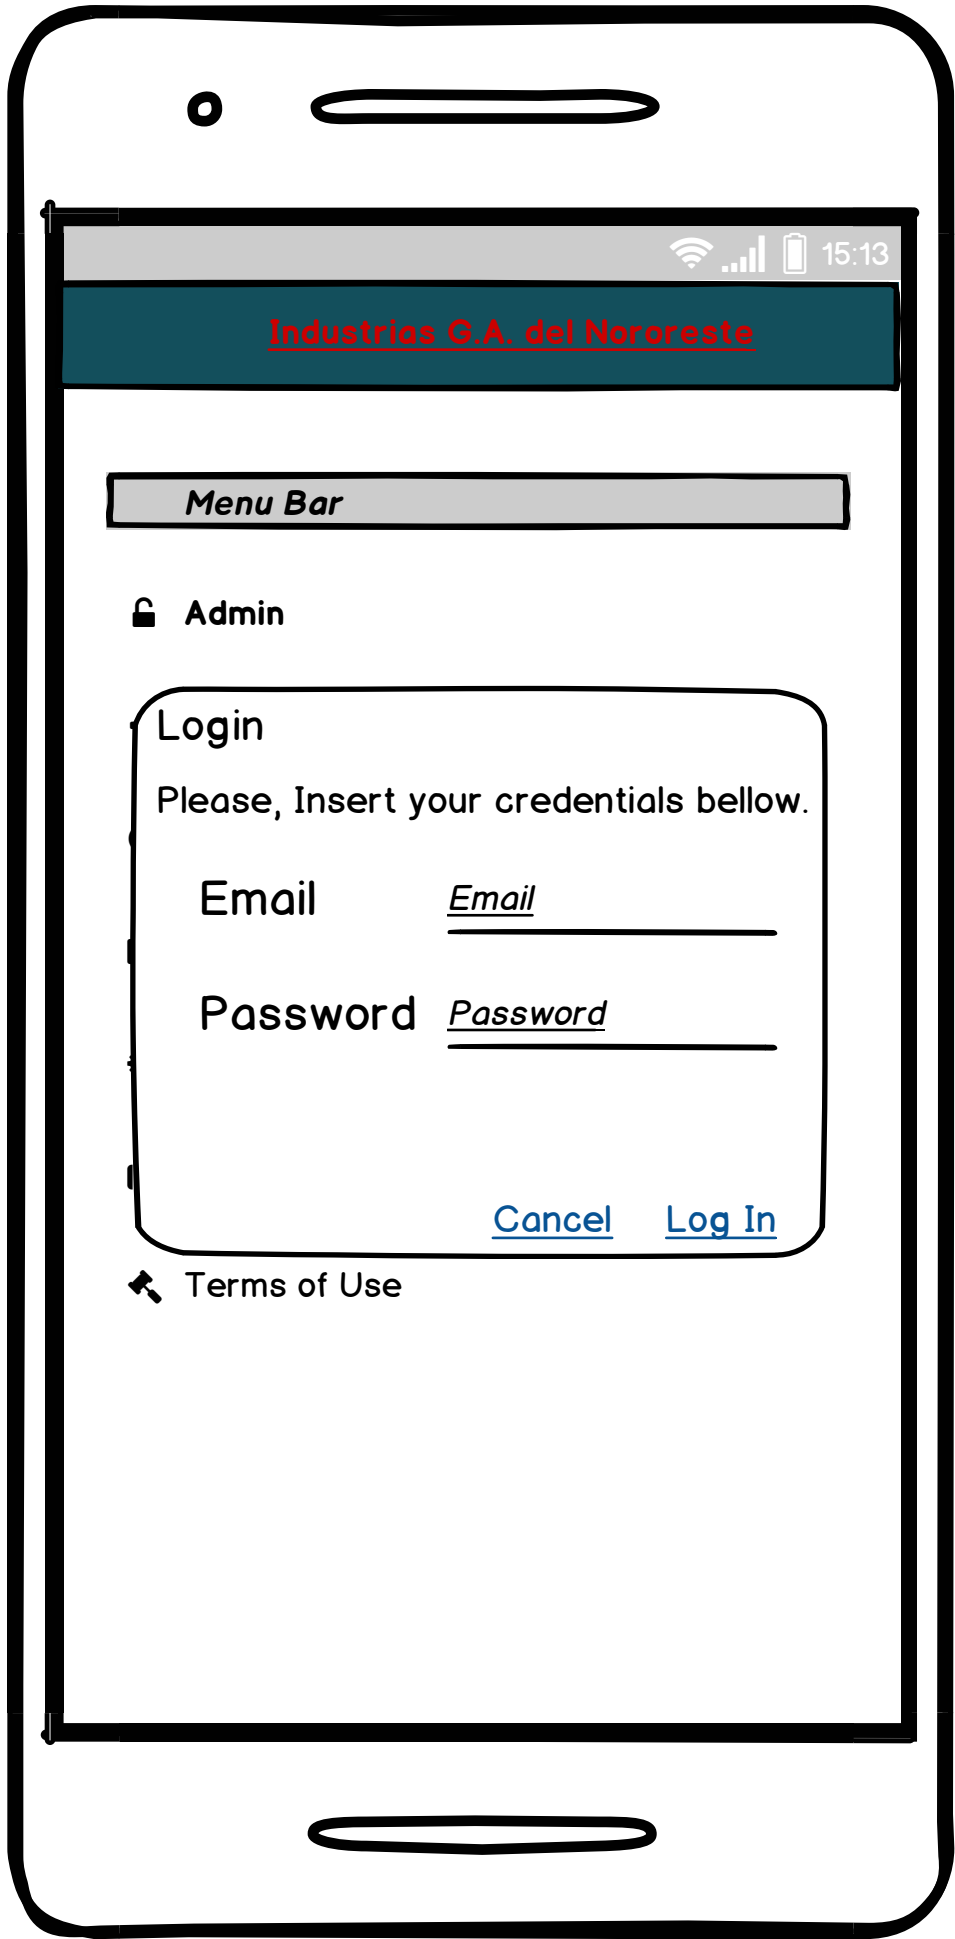 15:13
Industrias G.A. del Nororeste
Menu Bar
Admin
Login
Please, Insert your credentials bellow.
Email Email
Password Password
Cancel Log In
Terms of Use